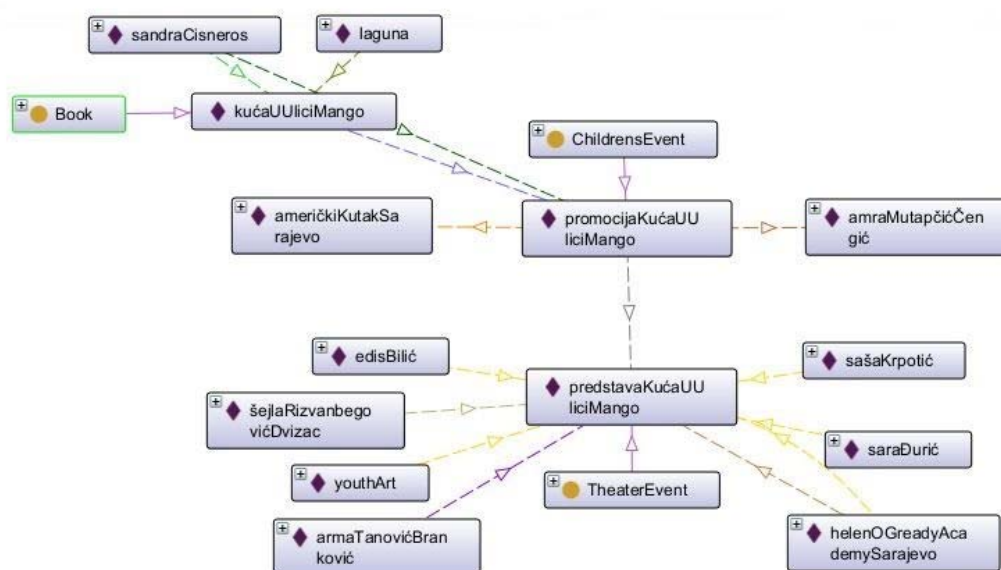 sandraCisneros
laguna
Book
kućaUUliciMango
ChildrensEvent
američkiKutakSa
rajevo
promocijaKućaUU
liciMango
amraMutapčićČen
gić
edisBilić
sašaKrpotić
predstavaKućaUU
liciMango
šejlaRizvanbego
vićDvizac
saraĐurić
youthArt
TheaterEvent
armaTanovićBran
ković
helenOGreadyAca
demySarajevo